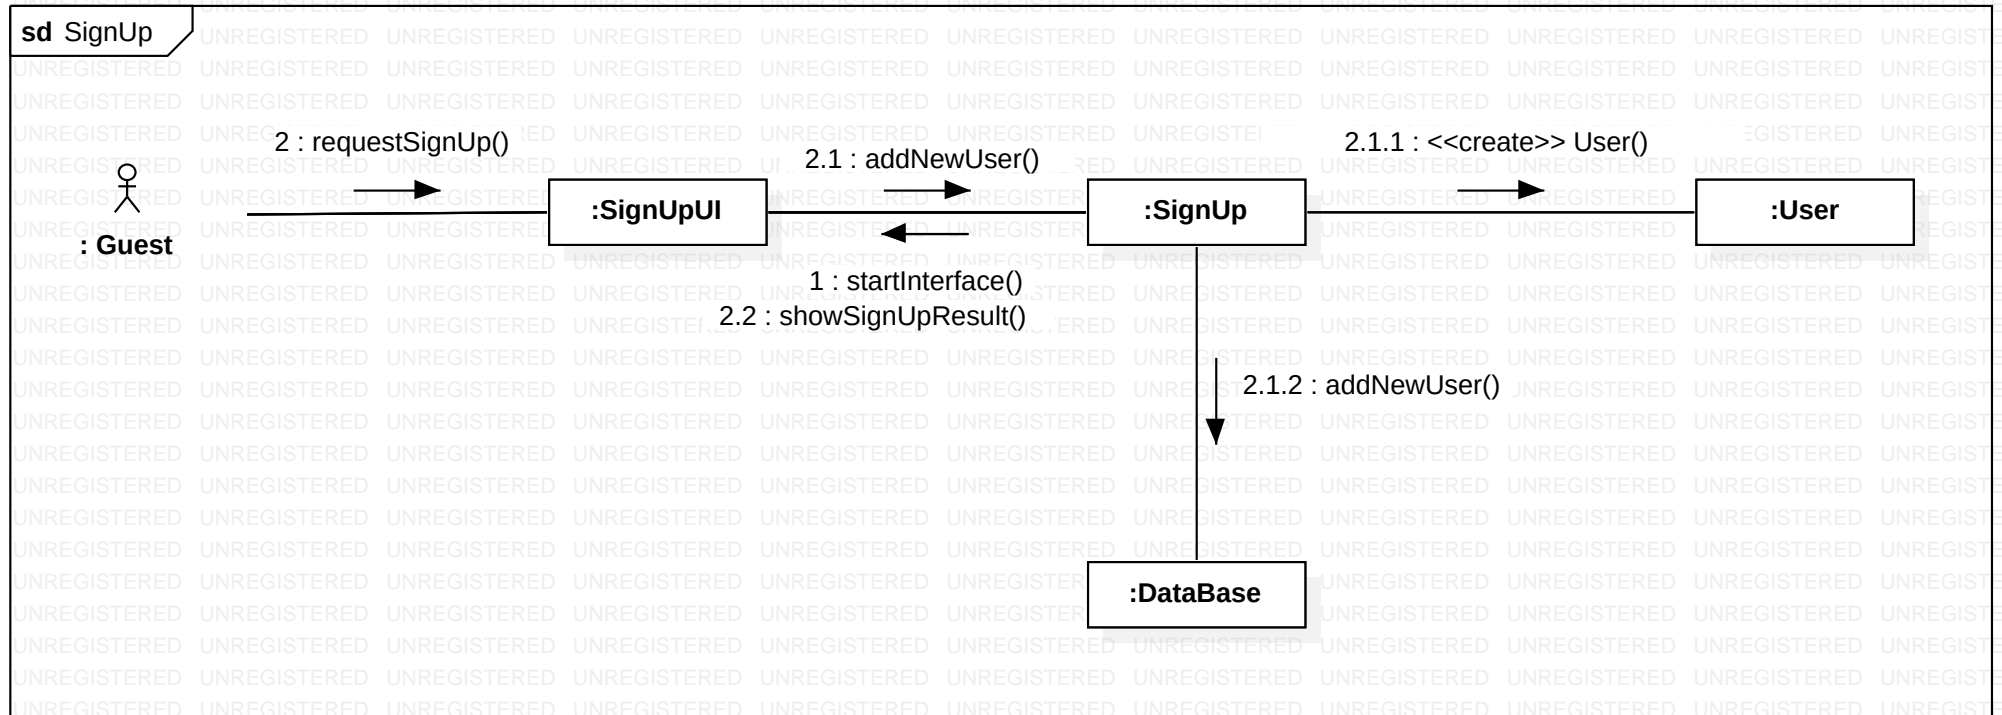 sd SignUp
2 : requestSignUp()
2.1 : addNewUser()
2.1.1 : <<create>> User()
: Guest
:SignUpUI
:SignUp
:User
1 : startInterface()
2.2 : showSignUpResult()
2.1.2 : addNewUser()
:DataBase
UNREGISTERED